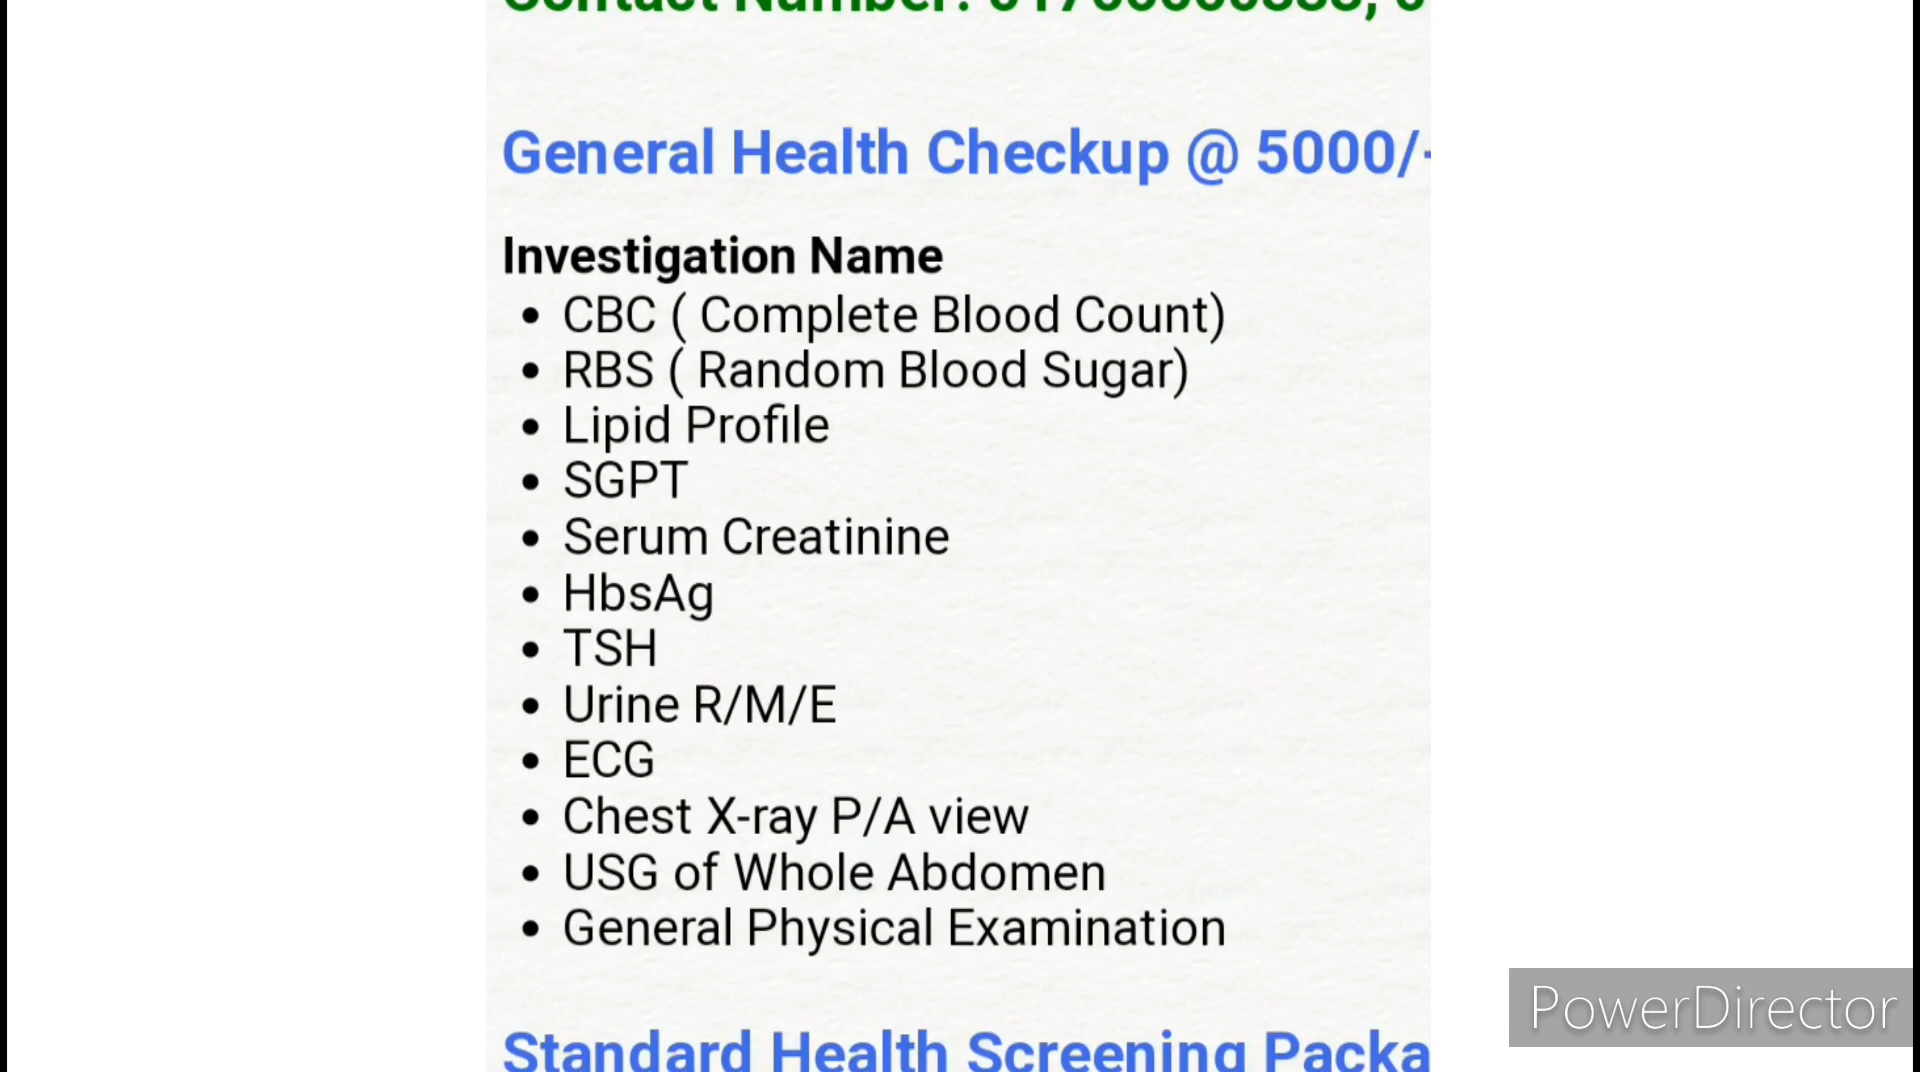 Contact Number:
General Health Checkup @ 5000/-
Investigation Name
• CBC ( Complete Blood Count)
• RBS ( Random Blood Sugar)
• Lipid Profile
• SGPT
• Serum Creatinine
• HbsAg
• TSH
• Urine R/M/E
• ECG
• Chest X-ray P/A view
• USG of Whole Abdomen
• General Physical Examination
Standard Health Screening Packa
PowerDirector